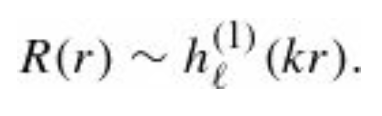 R(r) ∼ h_ℓ^{(1)}(kr).